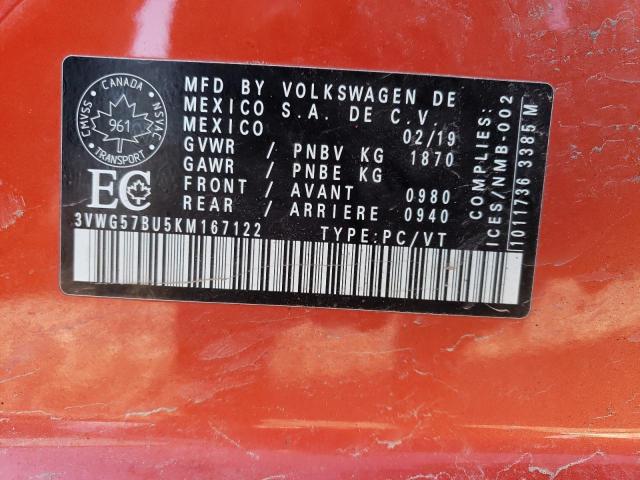 MFD BY VOLKSWAGEN DE
MEXICO S.A. DE C.V.
MEXICO 02/19
GVWR / PNBV KG 1870
GAWR / PNBE KG
FRONT / AVANT 0980
REAR / ARRIERE 0940
3VWG57BU5KM167122 TYPE:PC/VT
CANADA
CMVSS
NSVAC
961
TRANSPORT
EC
COMPLIES:
ICES/NMB-002
1011736 3385 M